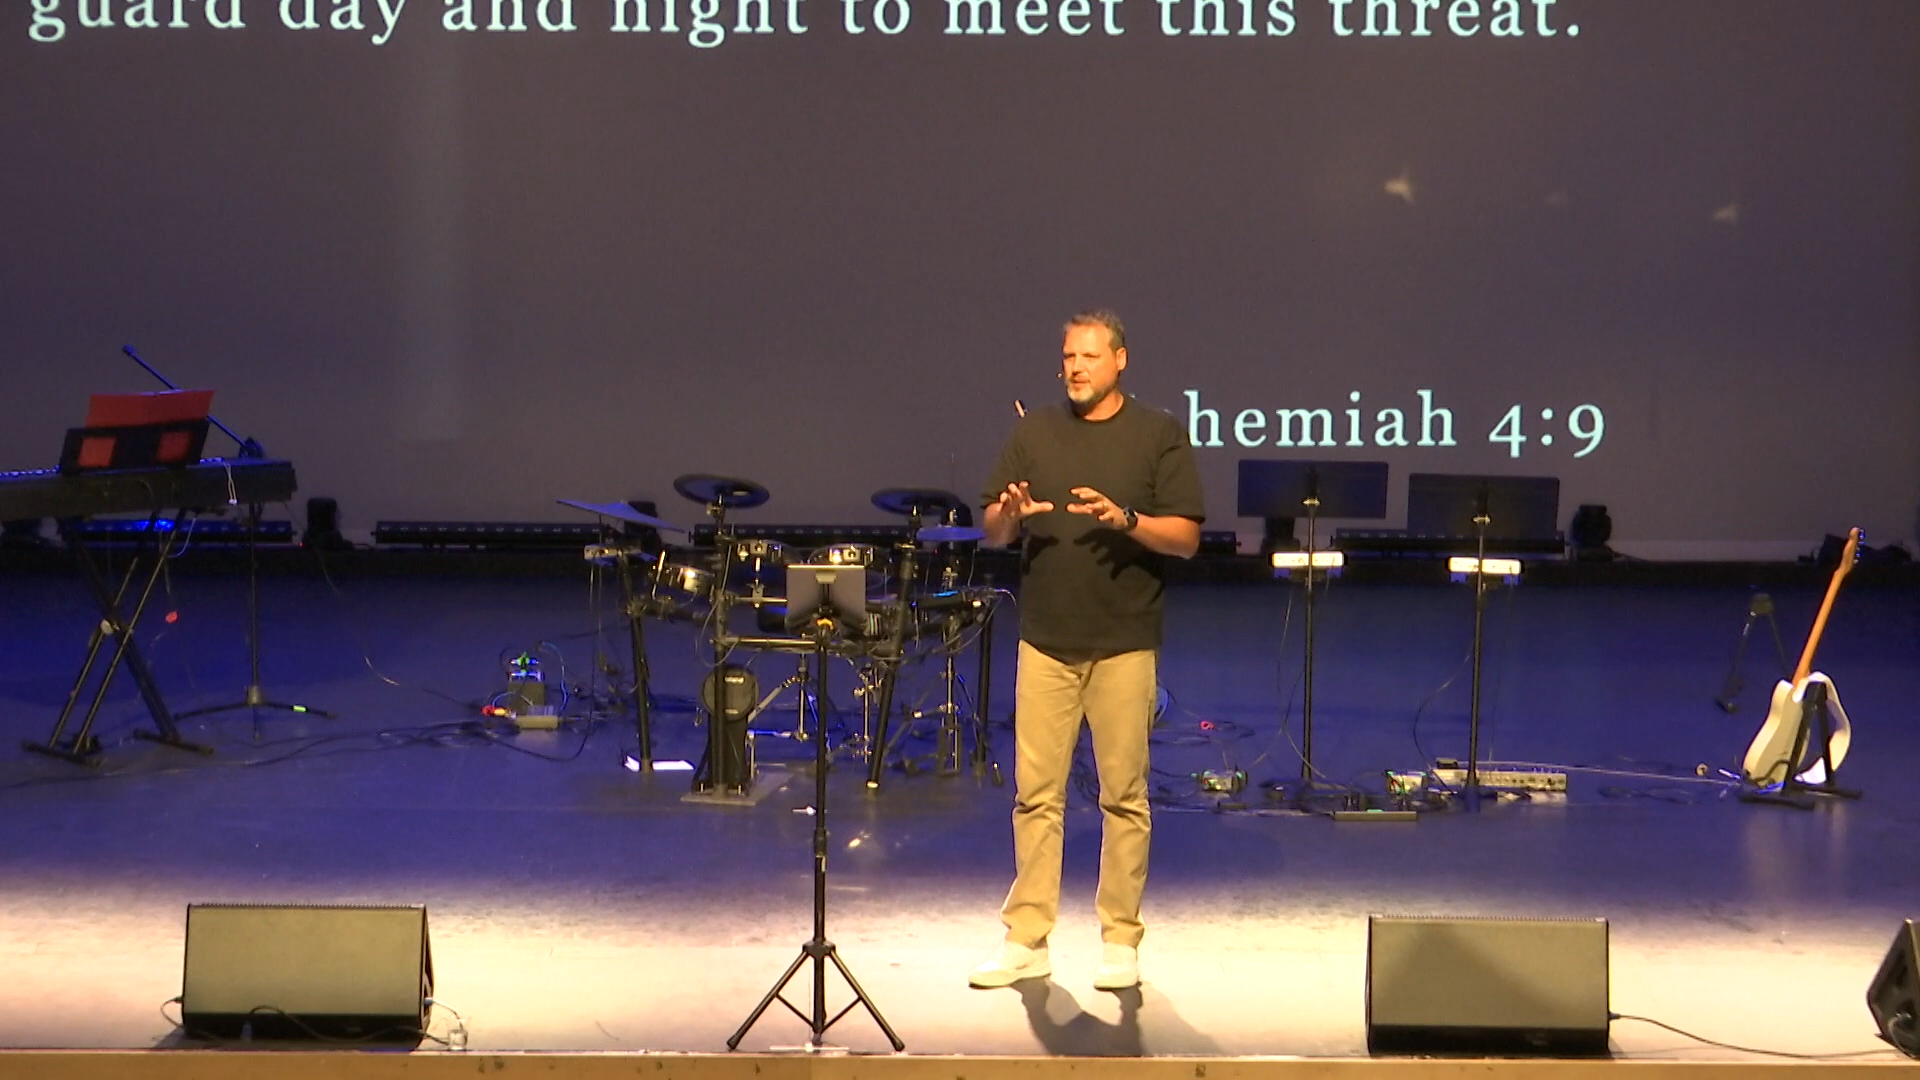 guard day and night to meet this threat.
hemiah 4:9